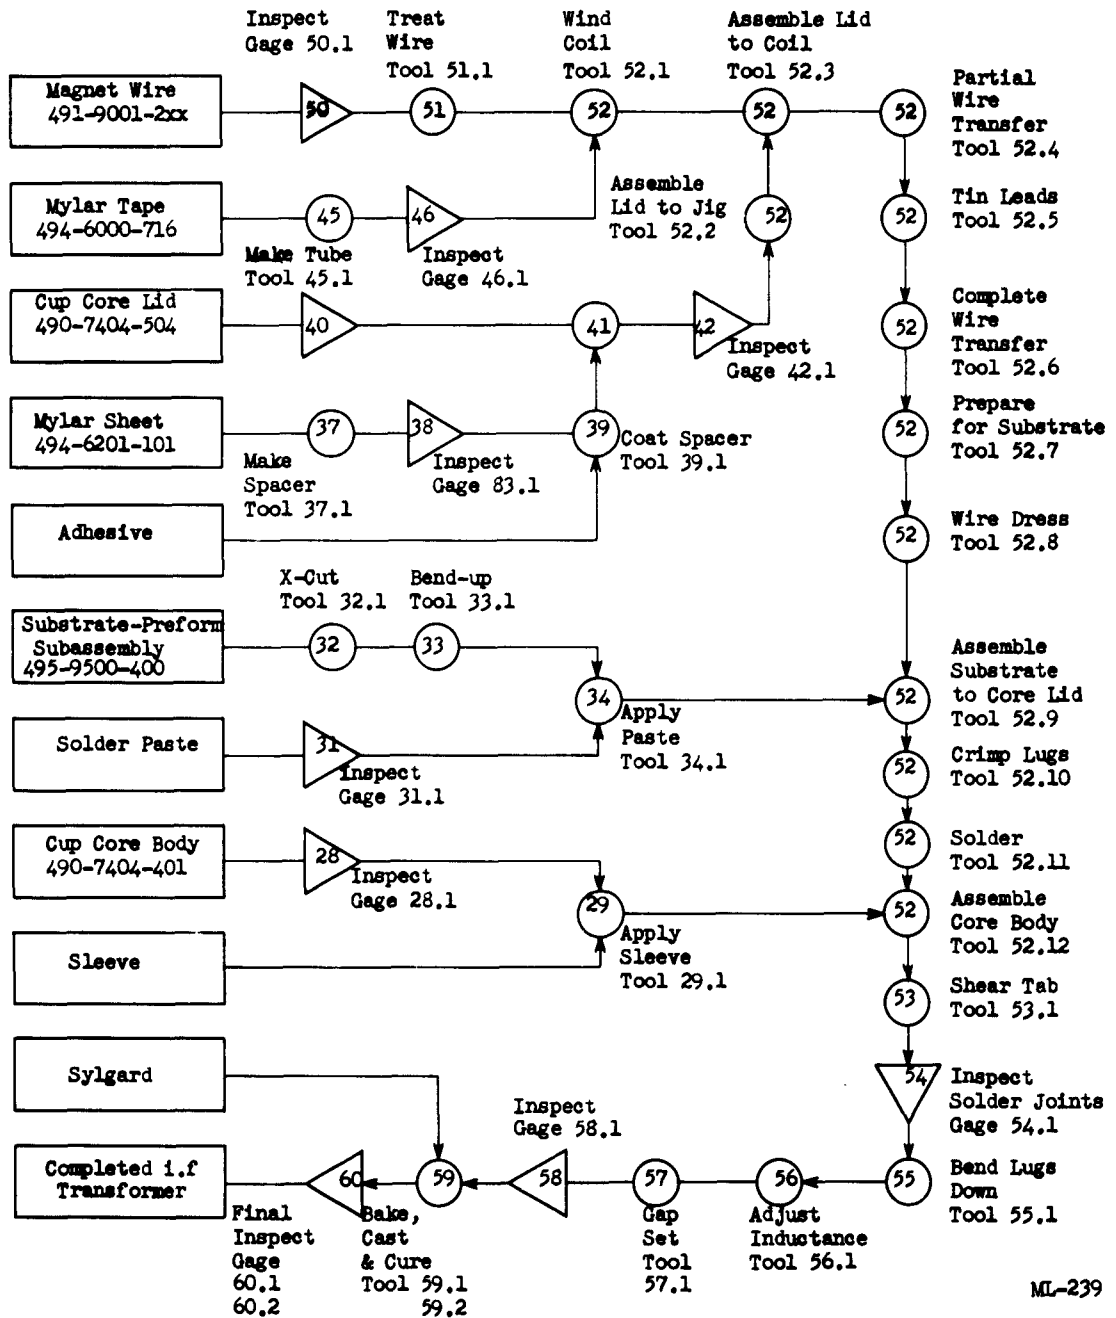 Inspect
Gage 50.1
Treat
Wire
Tool 51.1
Wind
Coil
Tool 52.1
Assemble Lid
to Coil
Tool 52.3
Magnet Wire
491-9001-2xx
50
51
52
52
52
Partial
Wire
Transfer
Tool 52.4
Mylar Tape
494-6000-716
45
46
Assemble
Lid to Jig
Tool 52.2
52
52
Tin Leads
Tool 52.5
Make Tube
Tool 45.1
Inspect
Gage 46.1
Cup Core Lid
490-7404-504
40
41
42
Inspect
Gage 42.1
52
Complete
Wire
Transfer
Tool 52.6
Mylar Sheet
494-6201-101
37
38
39
Coat Spacer
Tool 39.1
52
Prepare
for Substrate
Tool 52.7
Make
Spacer
Tool 37.1
Inspect
Gage 83.1
Adhesive
52
Wire Dress
Tool 52.8
X-Cut
Tool 32.1
Bend-up
Tool 33.1
Substrate-Preform
Subassembly
495-9500-400
32
33
34
Apply
Paste
Tool 34.1
52
Assemble
Substrate
to Core Lid
Tool 52.9
Solder Paste
31
Inspect
Gage 31.1
52
Crimp Lugs
Tool 52.10
Cup Core Body
490-7404-401
28
Inspect
Gage 28.1
52
Solder
Tool 52.11
29
Apply
Sleeve
Tool 29.1
52
Assemble
Core Body
Tool 52.12
Sleeve
53
Shear Tab
Tool 53.1
Sylgard
54
Inspect
Solder Joints
Gage 54.1
Inspect
Gage 58.1
Completed i.f
Transformer
60
59
58
57
56
55
Bend Lugs
Down
Tool 55.1
Final
Inspect
Gage
60.1
60.2
Bake,
Cast
& Cure
Tool 59.1
59.2
Gap
Set
Tool
57.1
Adjust
Inductance
Tool 56.1
ML-239